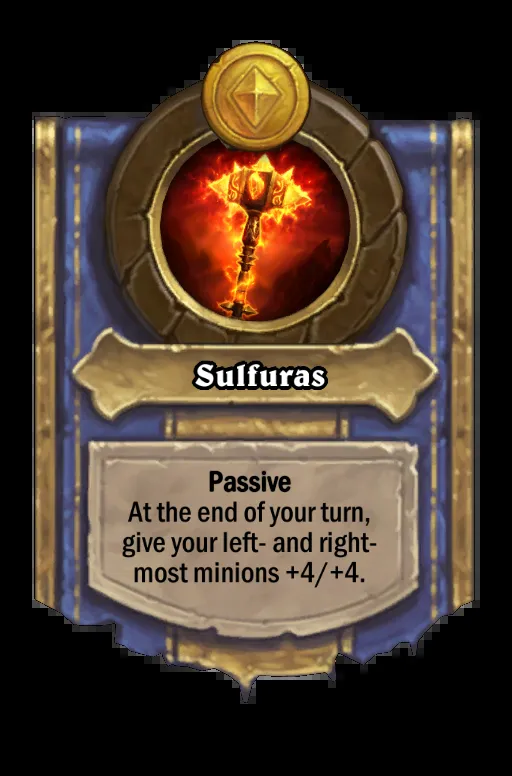 Sulfuras
Passive
At the end of your turn,
give your left- and right-
most minions +4/+4.